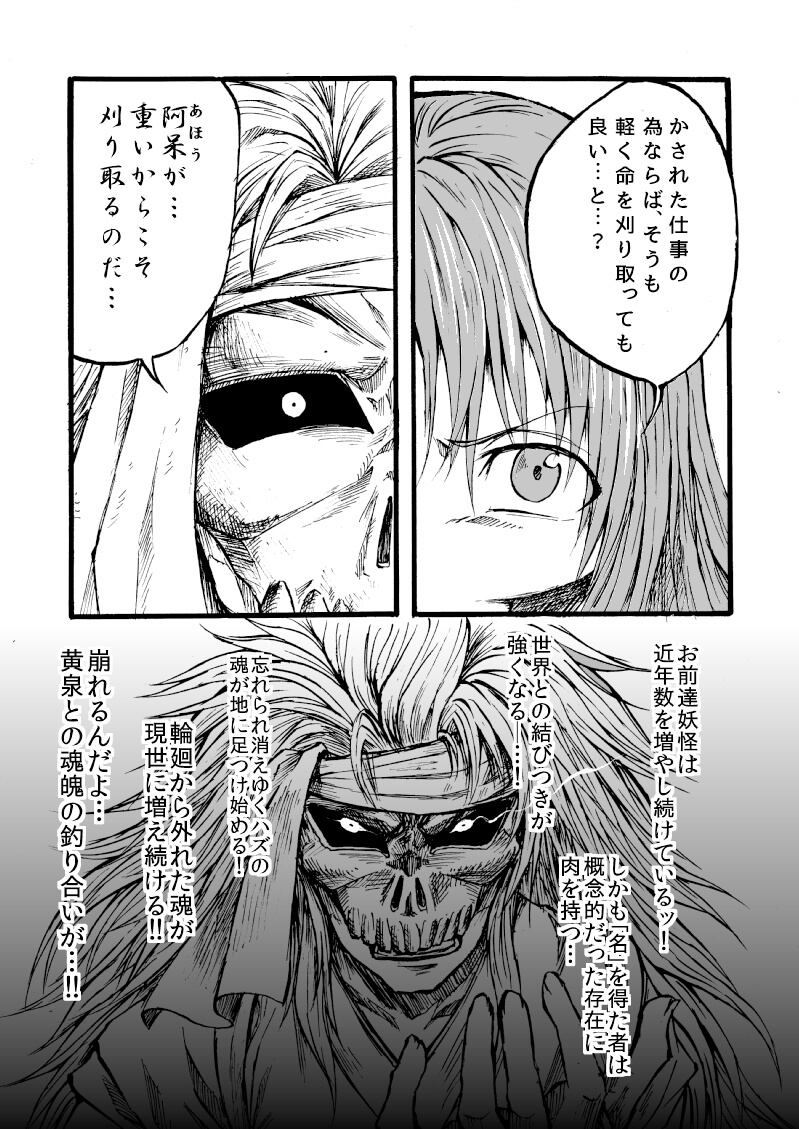 かされた仕事の
為ならば、そうも
軽く命を刈り取っても
良い…と…？
阿呆が…
あほう
重いからこそ
刈り取るのだ…
お前達妖怪は
近年数を増やし続けているッ！
しかも「名」を得た者は
概念的だった存在に
肉を持つ…
世界との結びつきが
強くなる……！
忘れられ消えゆくハズの
魂が地に足つけ始める！
輪廻から外れた魂が
現世に増え続ける!!
崩れるんだよ…
黄泉との魂魄の釣り合いが…!!